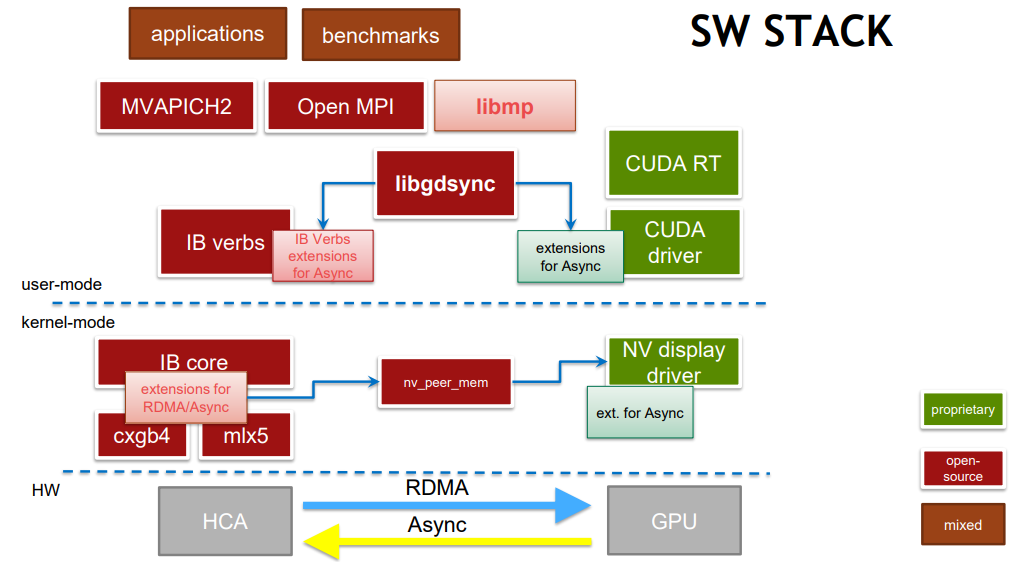 SW STACK
applications
benchmarks
MVAPICH2
Open MPI
libmp
CUDA RT
libgdsync
IB verbs
IB Verbs
extensions
for Async
extensions
for Async
CUDA
driver
user-mode
kernel-mode
IB core
extensions for
RDMA/Async
cxgb4
mlx5
nv_peer_mem
NV display
driver
ext. for Async
proprietary
open-
source
mixed
HW
HCA
RDMA
Async
GPU